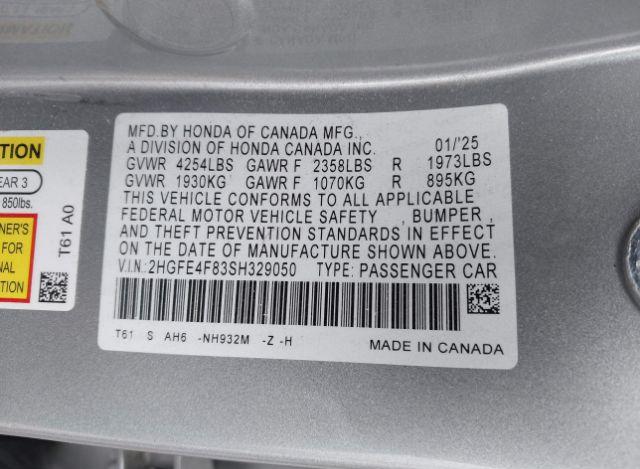 MFD.BY HONDA OF CANADA MFG.,
A DIVISION OF HONDA CANADA INC. 01/'25
GVWR 4254LBS GAWR F 2358LBS R 1973LBS
GVWR 1930KG GAWR F 1070KG R 895KG
THIS VEHICLE CONFORMS TO ALL APPLICABLE
FEDERAL MOTOR VEHICLE SAFETY , BUMPER ,
AND THEFT PREVENTION STANDARDS IN EFFECT
ON THE DATE OF MANUFACTURE SHOWN ABOVE.
V.I.N.:2HGFE4F83SH329050 TYPE: PASSENGER CAR
T61 S AH6 -NH932M -Z -H
MADE IN CANADA
TION
EAR 3
850lbs.
NER'S
FOR
NAL
TION
T61 A0